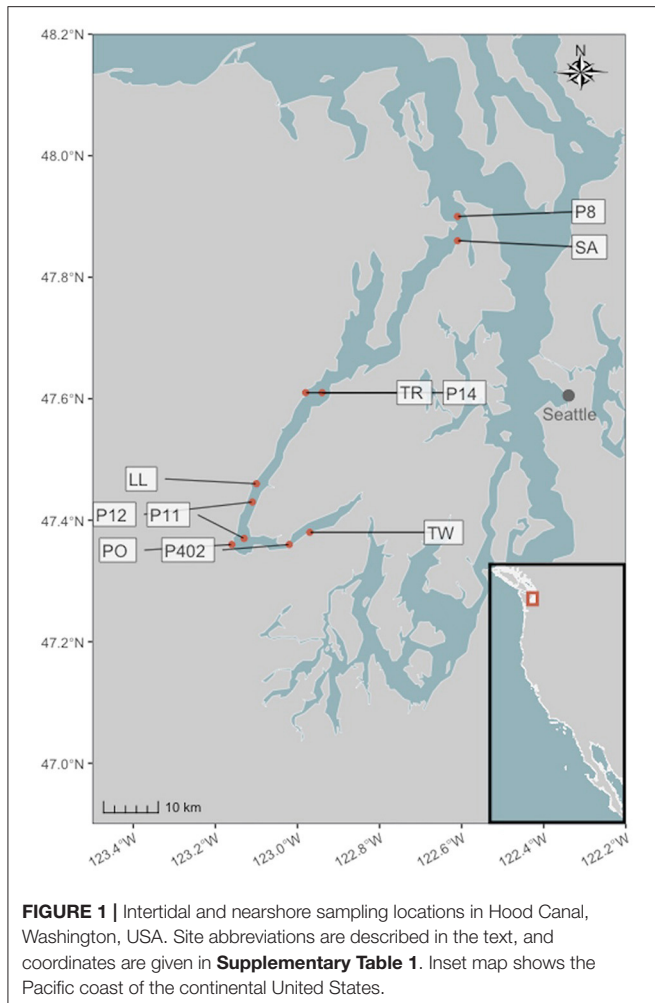 48.2°N
N
48.0°N
P8
SA
47.8°N
47.6°N
TR
P14
Seattle
LL
P12
P11
47.4°N
TW
PO
P402
47.2°N
47.0°N
10 km
123.4°W
123.2°W
123.0°W
122.8°W
122.6°W
122.4°W
122.2°W
FIGURE 1 | Intertidal and nearshore sampling locations in Hood Canal,
Washington, USA. Site abbreviations are described in the text, and
coordinates are given in Supplementary Table 1. Inset map shows the
Pacific coast of the continental United States.